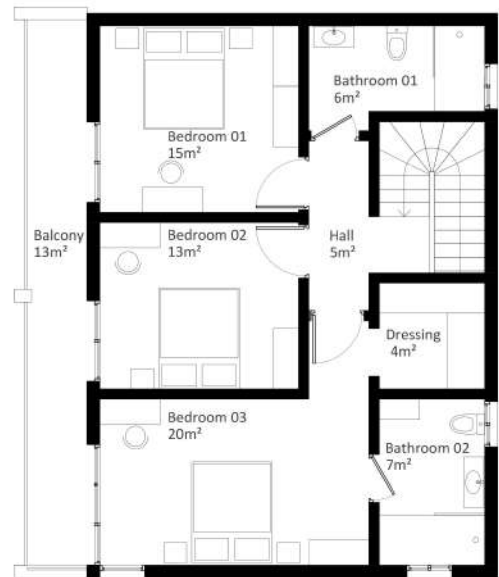 Bathroom 01
6m²
Bedroom 01
15m²
Balcony
13m²
Bedroom 02
13m²
Hall
5m²
Dressing
4m²
Bedroom 03
20m²
Bathroom 02
7m²